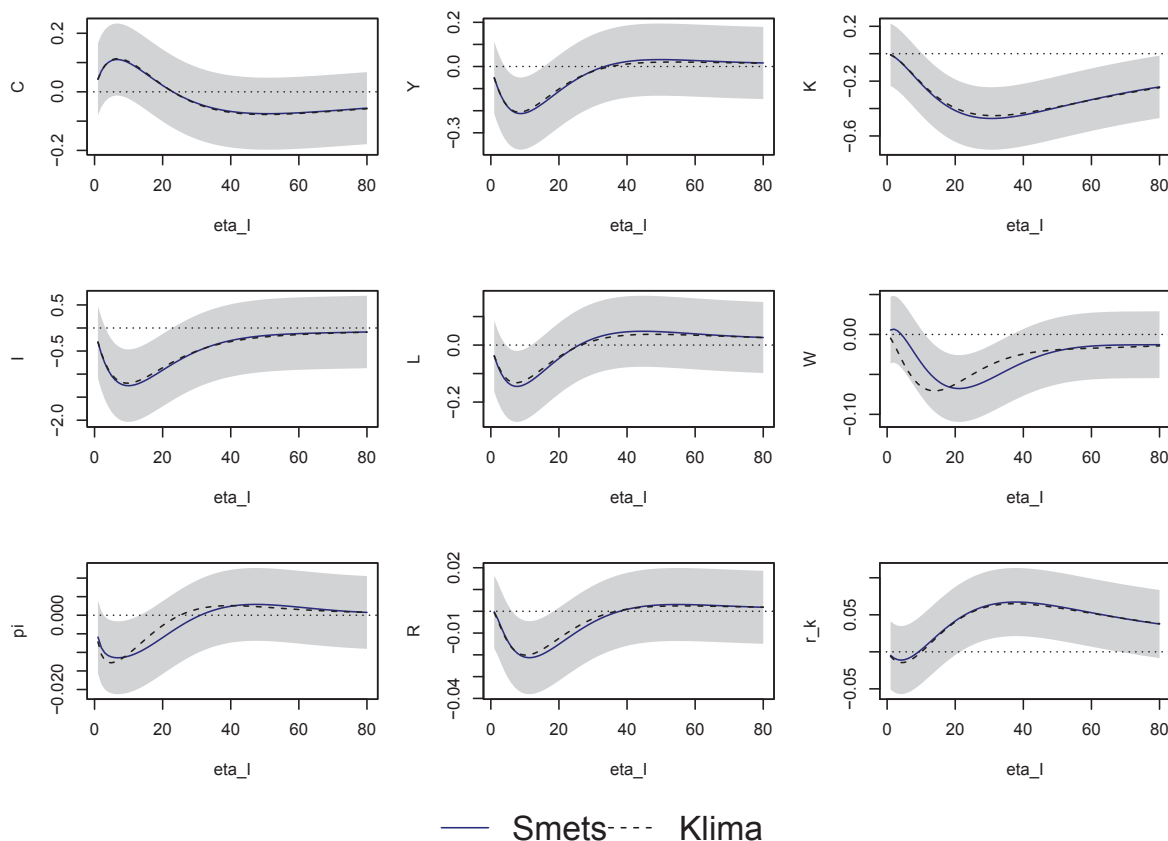 C
0.2
0.0
−0.2
0 20 40 60 80
eta_I
Y
0.2
0.0
−0.3
0 20 40 60 80
eta_I
K
0.2
−0.2
−0.6
0 20 40 60 80
eta_I
I
0.5
−0.5
−2.0
0 20 40 60 80
eta_I
L
0.0
−0.2
0 20 40 60 80
eta_I
W
0.00
−0.10
0 20 40 60 80
eta_I
pi
0.000
−0.020
0 20 40 60 80
eta_I
R
0.02
−0.01
−0.04
0 20 40 60 80
eta_I
r_k
0.05
−0.05
0 20 40 60 80
eta_I
Smets Klima